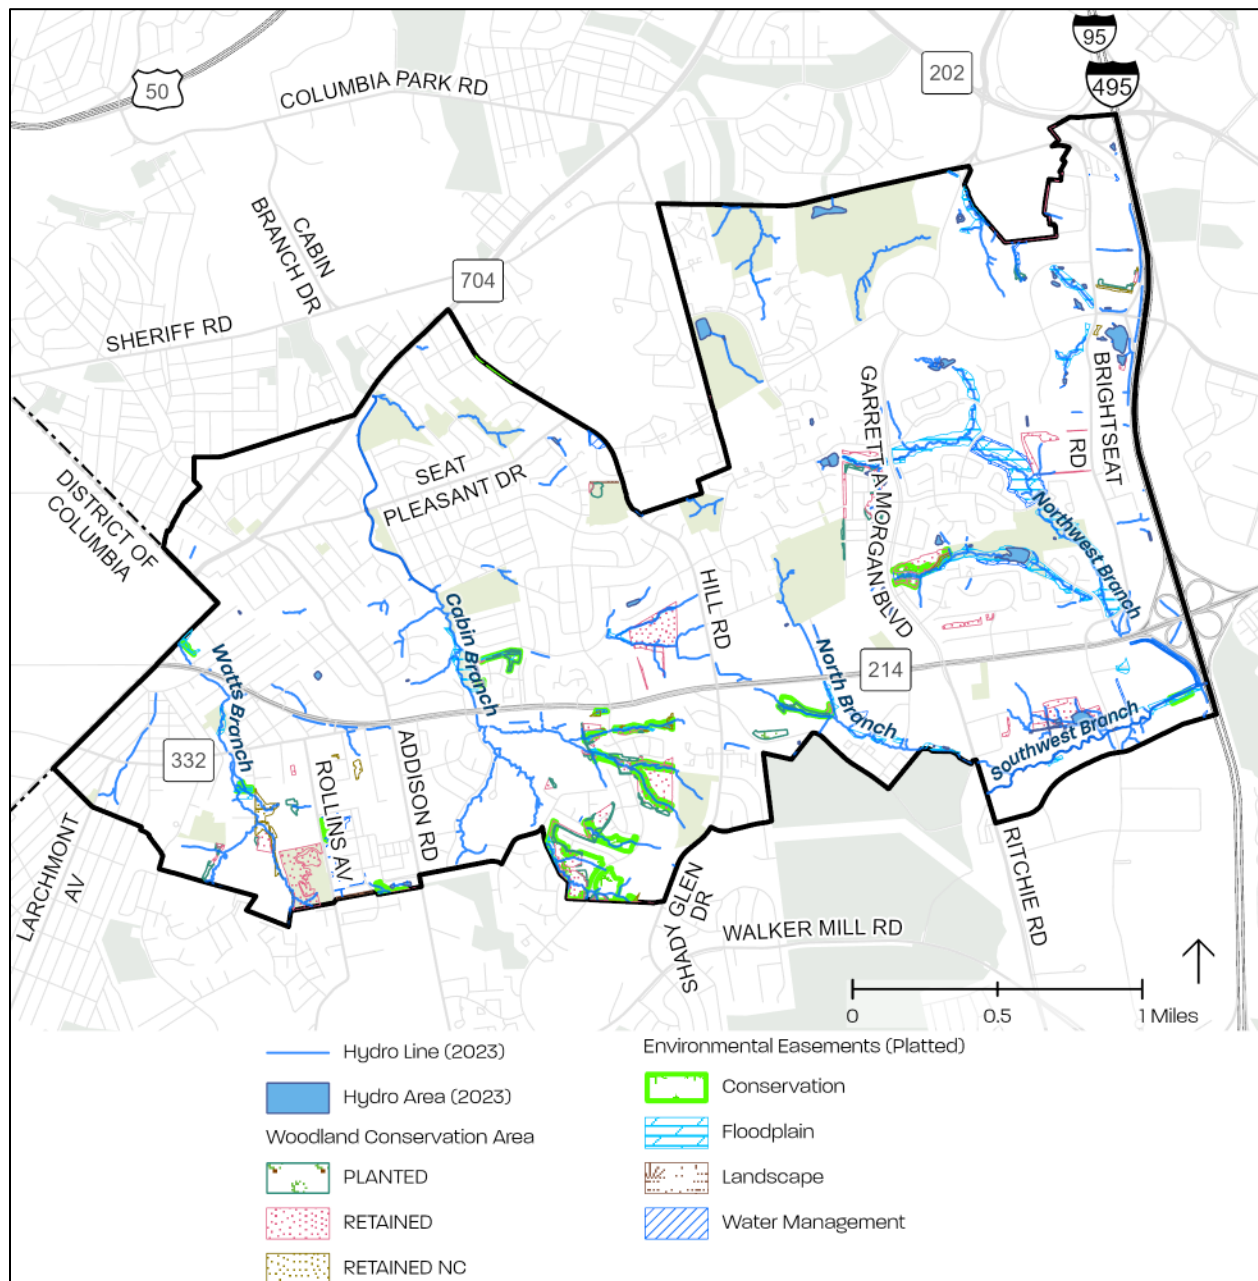 95
50
202
495
COLUMBIA PARK RD
CABIN
BRANCH DR
704
SHERIFF RD
GARRETT A MORGAN BLVD
BRIGHTSEAT
RD
SEAT
PLEASANT DR
DISTRICT OF
COLUMBIA
Northwest Branch
HILL RD
Cabin Branch
Watts Branch
North Branch
214
Southwest Branch
332
ADDISON RD
ROLLINS AV
LARCHMONT
AV
SHADY GLEN
DR
RITCHIE RD
WALKER MILL RD
0 0.5 1 Miles
Hydro Line (2023)
Hydro Area (2023)
Woodland Conservation Area
PLANTED
RETAINED
RETAINED NC
Environmental Easements (Platted)
Conservation
Floodplain
Landscape
Water Management